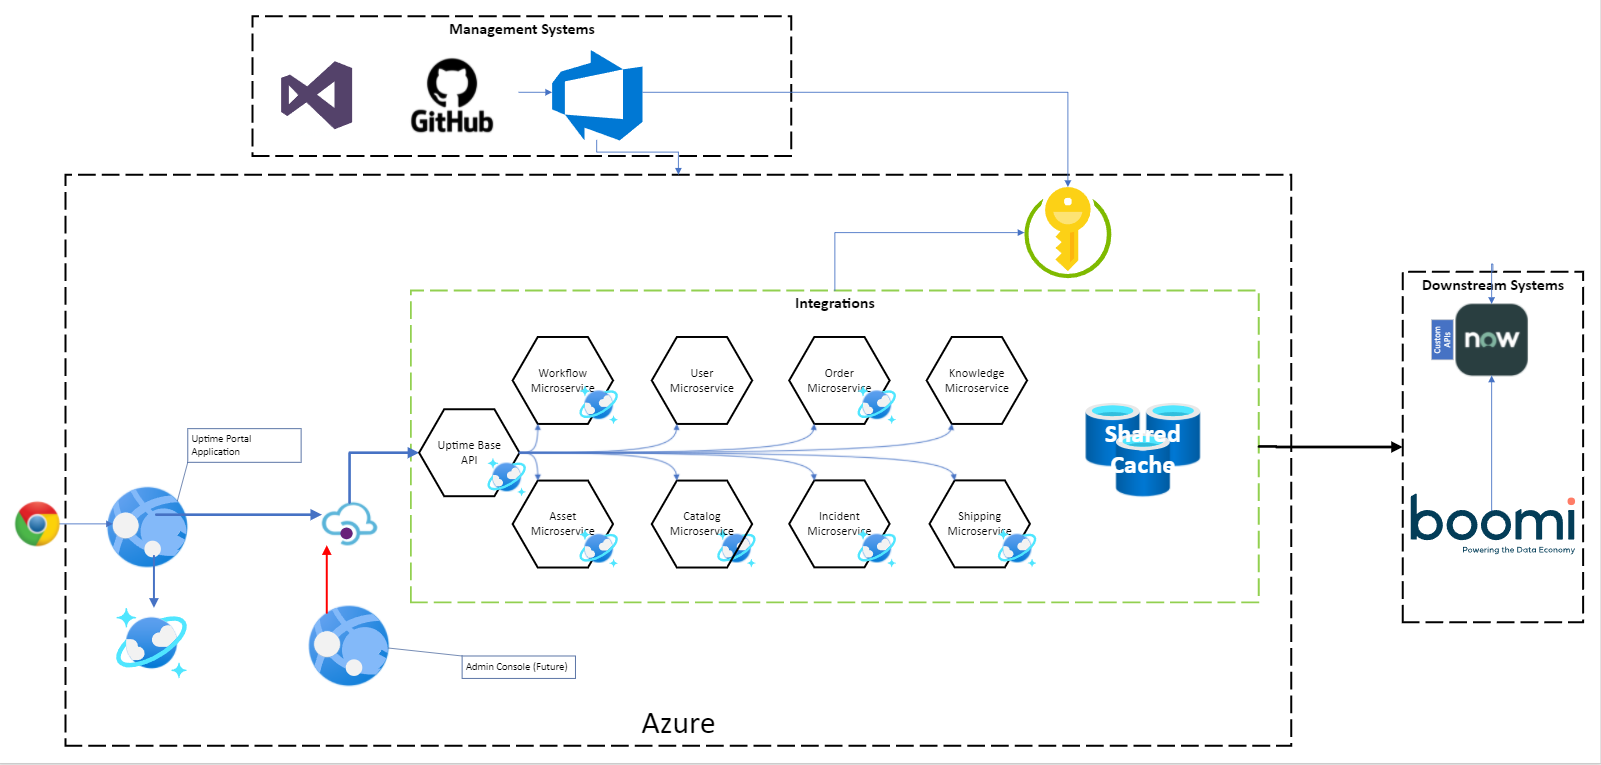 Management Systems
GitHub
Integrations
Downstream Systems
Custom
APIs
now
Workflow
Microservice
User
Microservice
Order
Microservice
Knowledge
Microservice
Shared
Cache
Uptime Portal
Application
Uptime Base
API
Asset
Microservice
Catalog
Microservice
Incident
Microservice
Shipping
Microservice
boomi
Powering the Data Economy
Admin Console (Future)
Azure